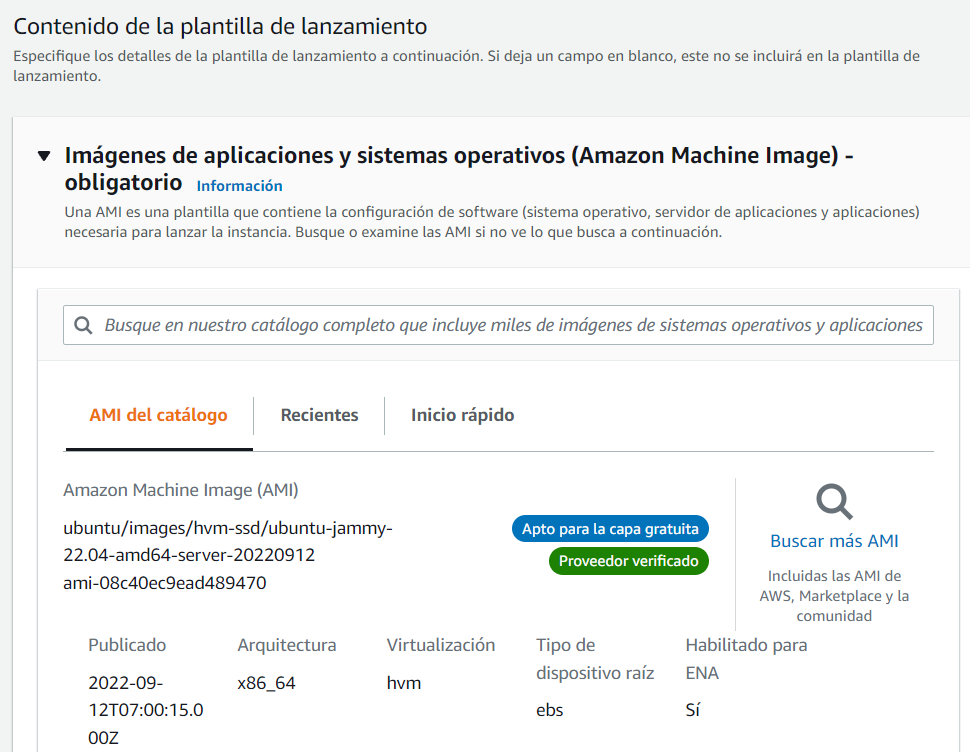 Contenido de la plantilla de lanzamiento
Especifique los detalles de la plantilla de lanzamiento a continuación. Si deja un campo en blanco, este no se incluirá en la plantilla de
lanzamiento.
Imágenes de aplicaciones y sistemas operativos (Amazon Machine Image) -
obligatorio Información
Una AMI es una plantilla que contiene la configuración de software (sistema operativo, servidor de aplicaciones y aplicaciones)
necesaria para lanzar la instancia. Busque o examine las AMI si no ve lo que busca a continuación.
Busque en nuestro catálogo completo que incluye miles de imágenes de sistemas operativos y aplicaciones
AMI del catálogo
Recientes
Inicio rápido
Amazon Machine Image (AMI)
ubuntu/images/hvm-ssd/ubuntu-jammy-
22.04-amd64-server-20220912
ami-08c40ec9ead489470
Apto para la capa gratuita
Proveedor verificado
Buscar más AMI
Incluidas las AMI de
AWS, Marketplace y la
comunidad
Publicado
2022-09-
12T07:00:15.0
00Z
Arquitectura
x86_64
Virtualización
hvm
Tipo de
dispositivo raíz
ebs
Habilitado para
ENA
Sí